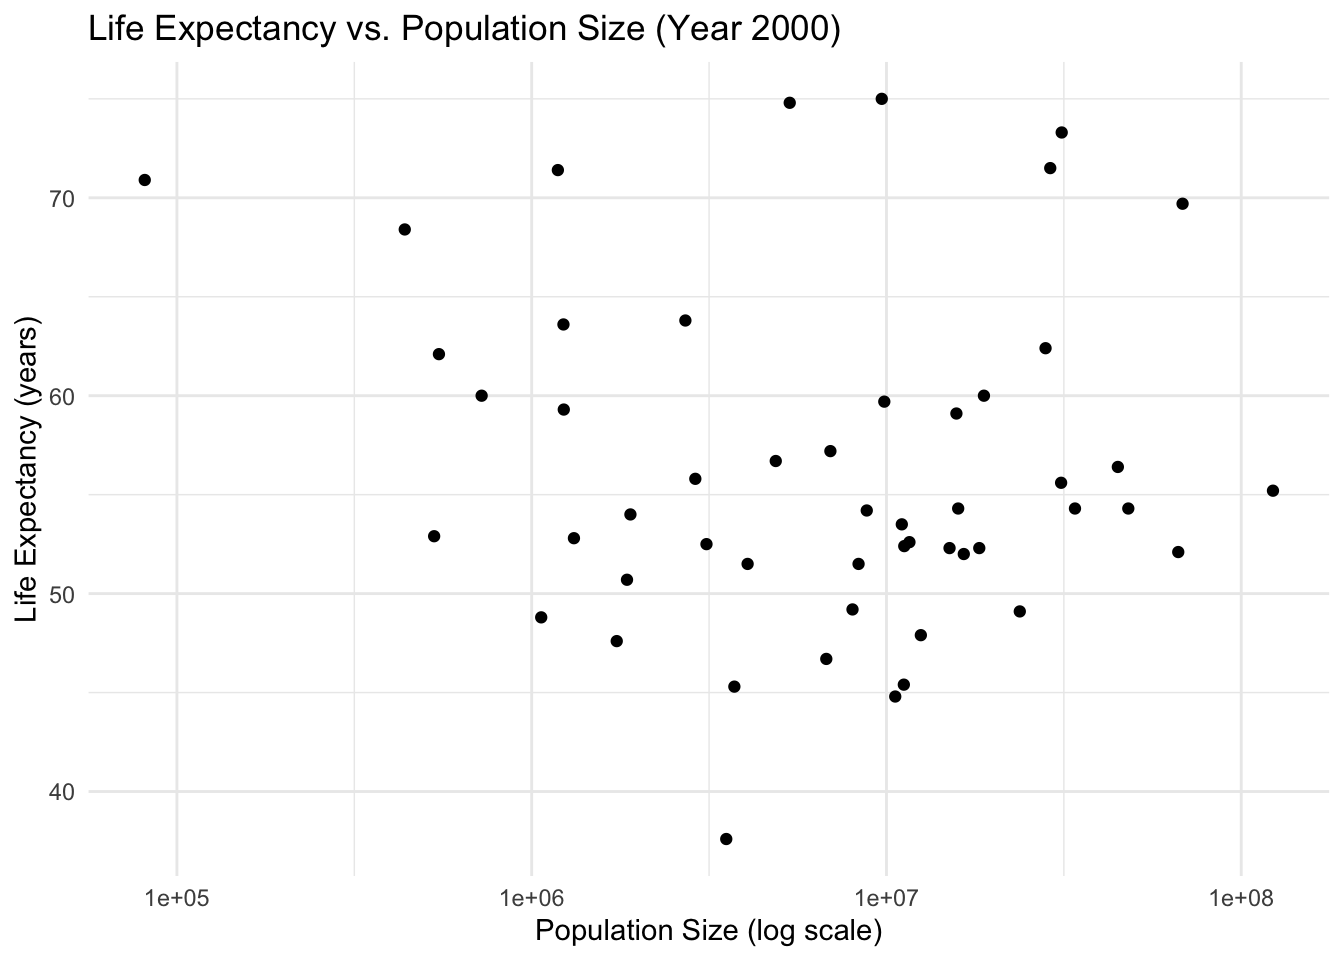 Life Expectancy vs. Population Size (Year 2000)
Life Expectancy (years)
70
60
50
40
1e+05 1e+06 1e+07 1e+08
Population Size (log scale)